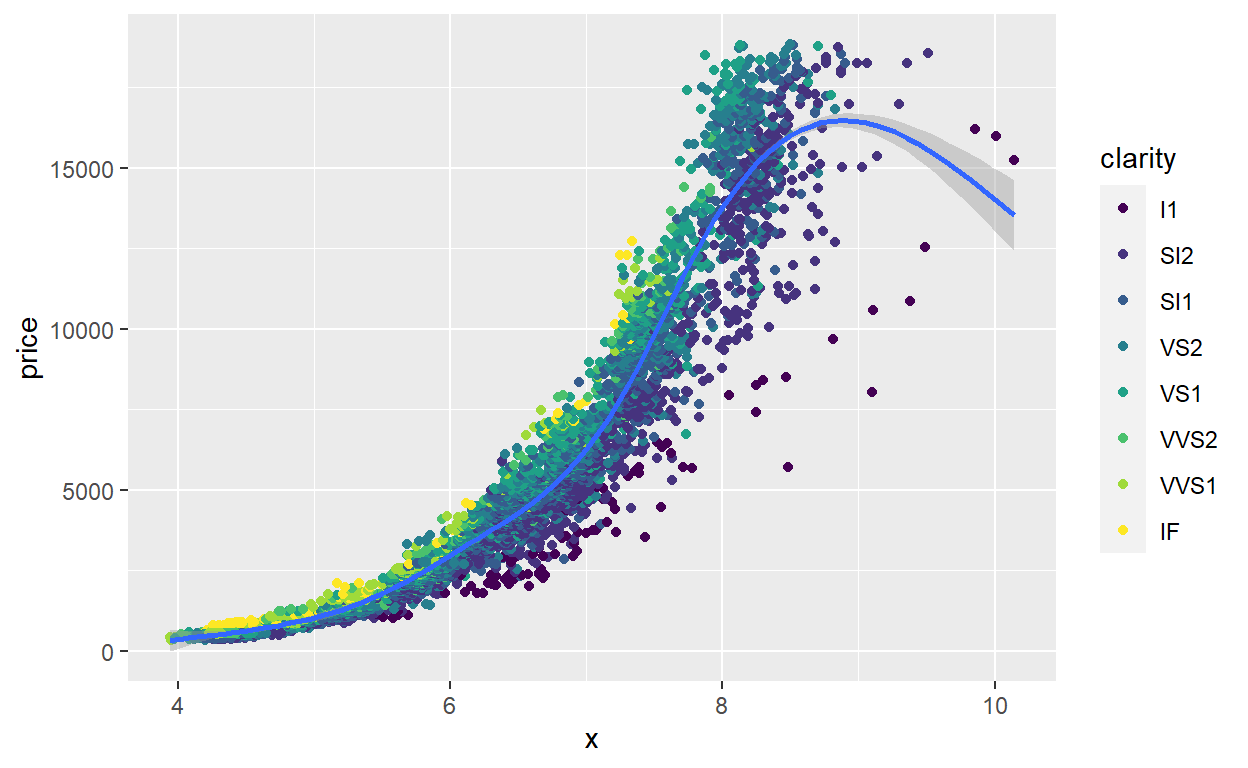 price
15000
10000
5000
0
4 6 8 10
x
clarity
I1
SI2
SI1
VS2
VS1
VVS2
VVS1
IF